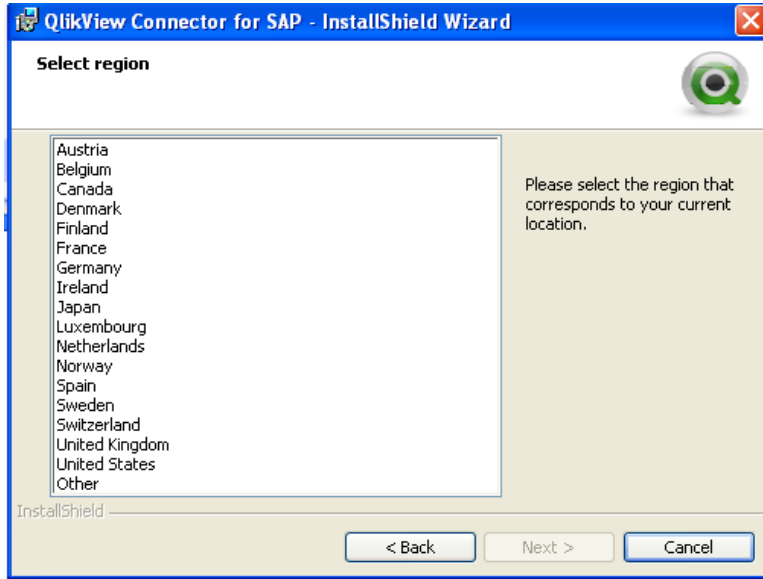 QlikView Connector for SAP - InstallShield Wizard
Select region
Austria
Belgium
Canada
Denmark
Finland
France
Germany
Ireland
Japan
Luxembourg
Netherlands
Norway
Spain
Sweden
Switzerland
United Kingdom
United States
Other
Please select the region that
corresponds to your current
location.
InstallShield
< Back
Next >
Cancel